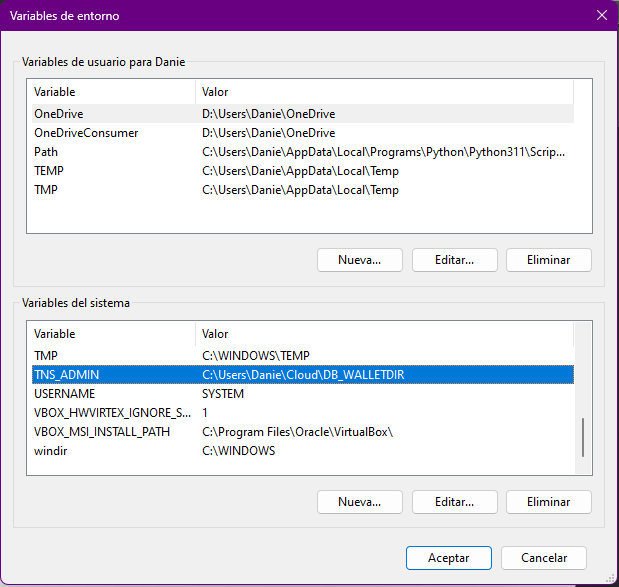 Variables de entorno
Variables de usuario para Danie
Variable Valor
OneDrive D:\Users\Danie\OneDrive
OneDriveConsumer D:\Users\Danie\OneDrive
Path C:\Users\Danie\AppData\Local\Programs\Python\Python311\Scrip...
TEMP C:\Users\Danie\AppData\Local\Temp
TMP C:\Users\Danie\AppData\Local\Temp
Nueva... Editar... Eliminar
Variables del sistema
Variable Valor
TMP C:\WINDOWS\TEMP
TNS_ADMIN C:\Users\Danie\Cloud\DB_WALLETDIR
USERNAME SYSTEM
VBOX_HWVIRTEX_IGNORE_S... 1
VBOX_MSI_INSTALL_PATH C:\Program Files\Oracle\VirtualBox\
windir C:\WINDOWS
Nueva... Editar... Eliminar
Aceptar Cancelar